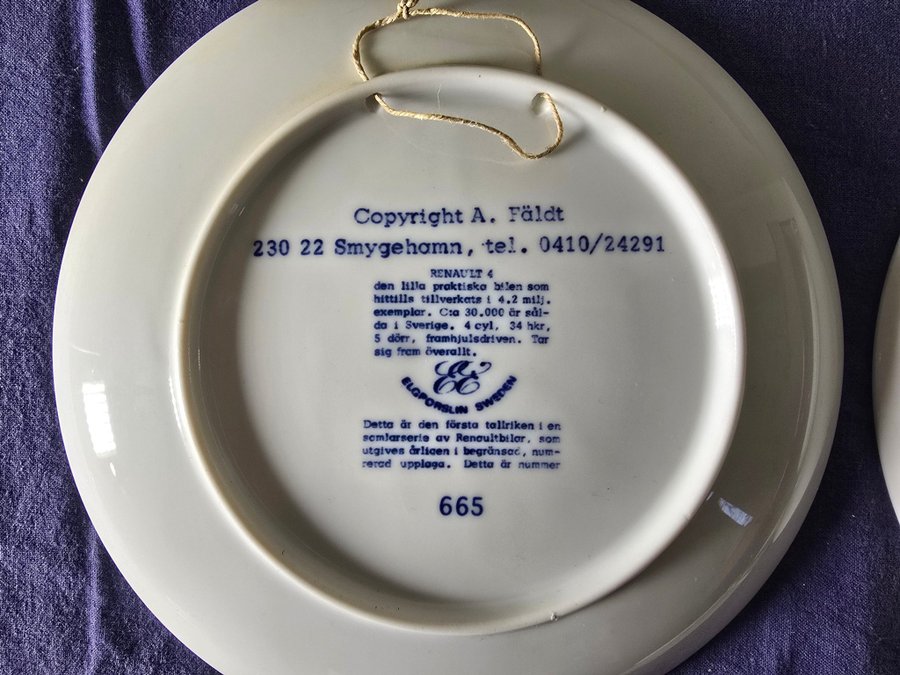 Copyright A. Fäldt
230 22 Smygehamn, tel. 0410/24291
RENAULT 4
den lilla praktiska bilen som
hittills tillverkats i 4.2 milj.
exemplar. C:a 30.000 är sål-
da i Sverige. 4 cyl, 34 hkr,
5 dörr, framhjulsdriven. Tar
sig fram överallt.
ELGPORSLIN SWEDEN
Detta är den första tallriken i en
samlarserie av Renaultbilar, som
utgives årligen i begränsad, num-
rerad upplaga. Detta är nummer
665